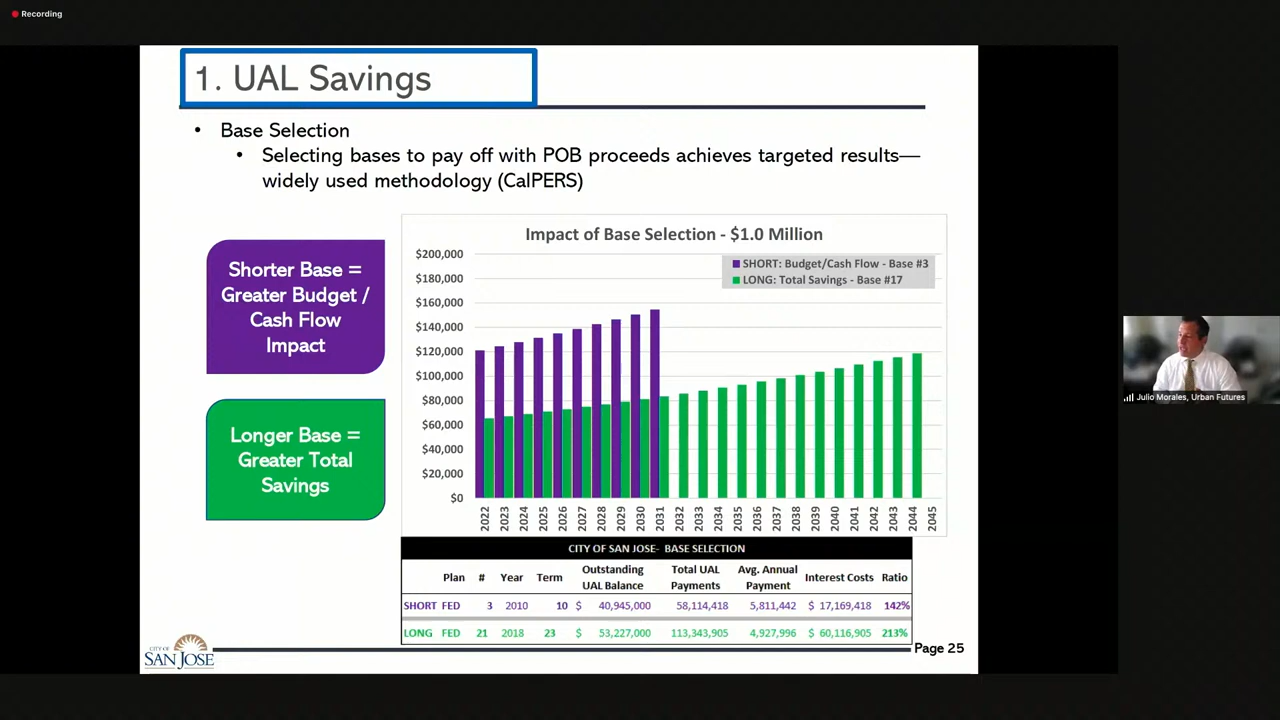 Recording
1. UAL Savings
• Base Selection
• Selecting bases to pay off with POB proceeds achieves targeted results—
widely used methodology (CalPERS)
Shorter Base =
Greater Budget /
Cash Flow
Impact
Longer Base =
Greater Total
Savings
Impact of Base Selection - $1.0 Million
SHORT: Budget/Cash Flow - Base #3
LONG: Total Savings - Base #17
$200,000
$180,000
$160,000
$140,000
$120,000
$100,000
$80,000
$60,000
$40,000
$20,000
$0
2022 2023 2024 2025 2026 2027 2028 2029 2030 2031 2032 2033 2034 2035 2036 2037 2038 2039 2040 2041 2042 2043 2044 2045
CITY OF SAN JOSE- BASE SELECTION
Plan # Year Term Outstanding UAL Balance Total UAL Payments Avg. Annual Payment Interest Costs Ratio
SHORT FED 3 2010 10 $ 40,945,000 58,114,418 5,811,442 $ 17,169,418 142%
LONG FED 21 2018 23 $ 53,227,000 113,343,905 4,927,996 $ 60,116,905 213%
CITY OF
SAN JOSE
Page 25
Julio Morales, Urban Futures